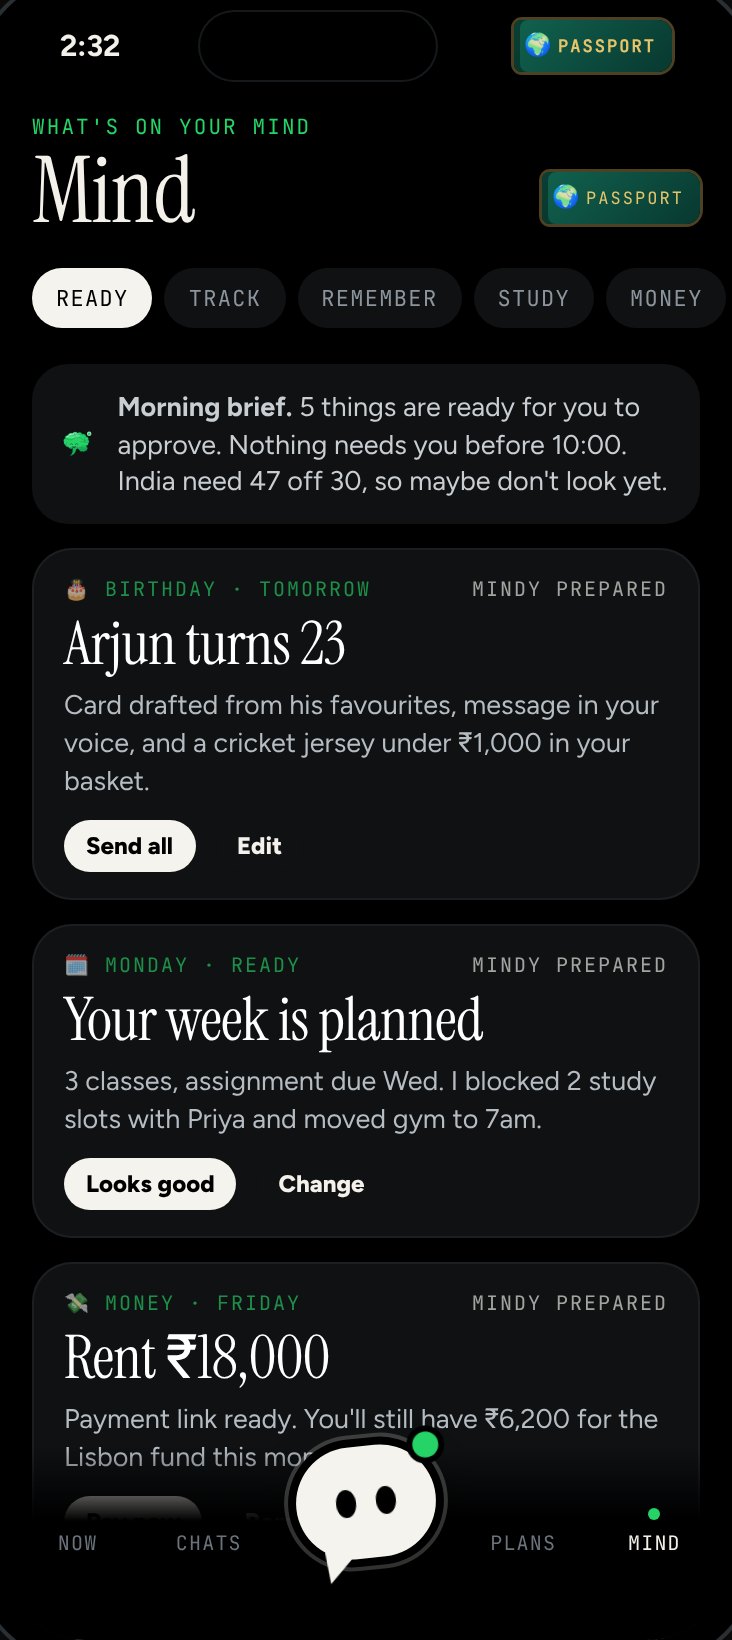 2:32
PASSPORT
WHAT'S ON YOUR MIND
Mind
PASSPORT
READY TRACK REMEMBER STUDY MONEY
Morning brief. 5 things are ready for you to
approve. Nothing needs you before 10:00.
India need 47 off 30, so maybe don't look yet.
BIRTHDAY · TOMORROW MINDY PREPARED
Arjun turns 23
Card drafted from his favourites, message in your
voice, and a cricket jersey under ₹1,000 in your
basket.
Send all Edit
MONDAY · READY MINDY PREPARED
Your week is planned
3 classes, assignment due Wed. I blocked 2 study
slots with Priya and moved gym to 7am.
Looks good Change
MONEY · FRIDAY MINDY PREPARED
Rent ₹18,000
Payment link ready. You'll still have ₹6,200 for the
Lisbon fund this
NOW CHATS PLANS MIND